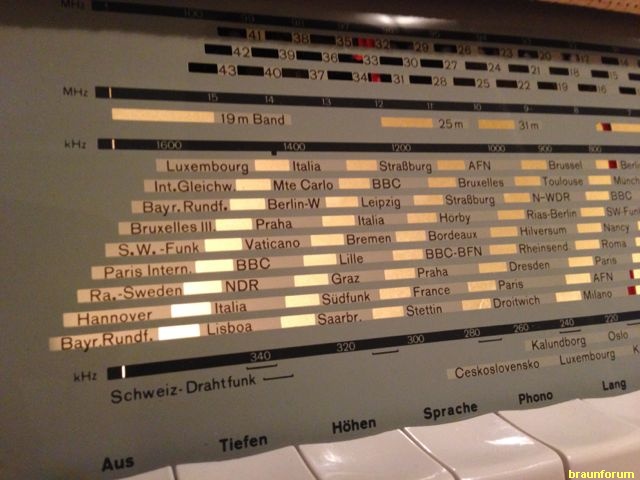 MHz 100
41 38 35 32 29 26
42 39 36 33 30 27 24 21 18
43 40 37 34 31 28 25 22 19 16
MHz 15 14 13 12 11 10 9 8
19 m Band 25 m 31 m
kHz 1600 1400 1200 1000 900 800
Luxembourg Italia Straßburg AFN Brussel Berlin
Int.Gleichw. Mte Carlo BBC Bruxelles Toulouse
Bayr.Rundf. Berlin-W Leipzig Straßburg N-WDR BBC
Bruxelles III. Praha Italia Horby Rias-Berlin SW-Funk
S.W.-Funk Vaticano Bremen Bordeaux Hilversum Nancy
Paris Intern. BBC Lille BBC-BFN Rheinsend. Roma
Ra.-Sweden NDR Graz Praha Dresden Paris
Hannover Italia Südfunk France Paris AFN
Bayr.Rundf. Lisboa Saarbr. Stettin Droitwich Milano
kHz 340 320 300 280 260 240 220
Schweiz-Drahtfunk Kalundborg Oslo
Ceskoslovensko Luxembourg
Aus Tiefen Höhen Sprache Phono Lang
braunforum